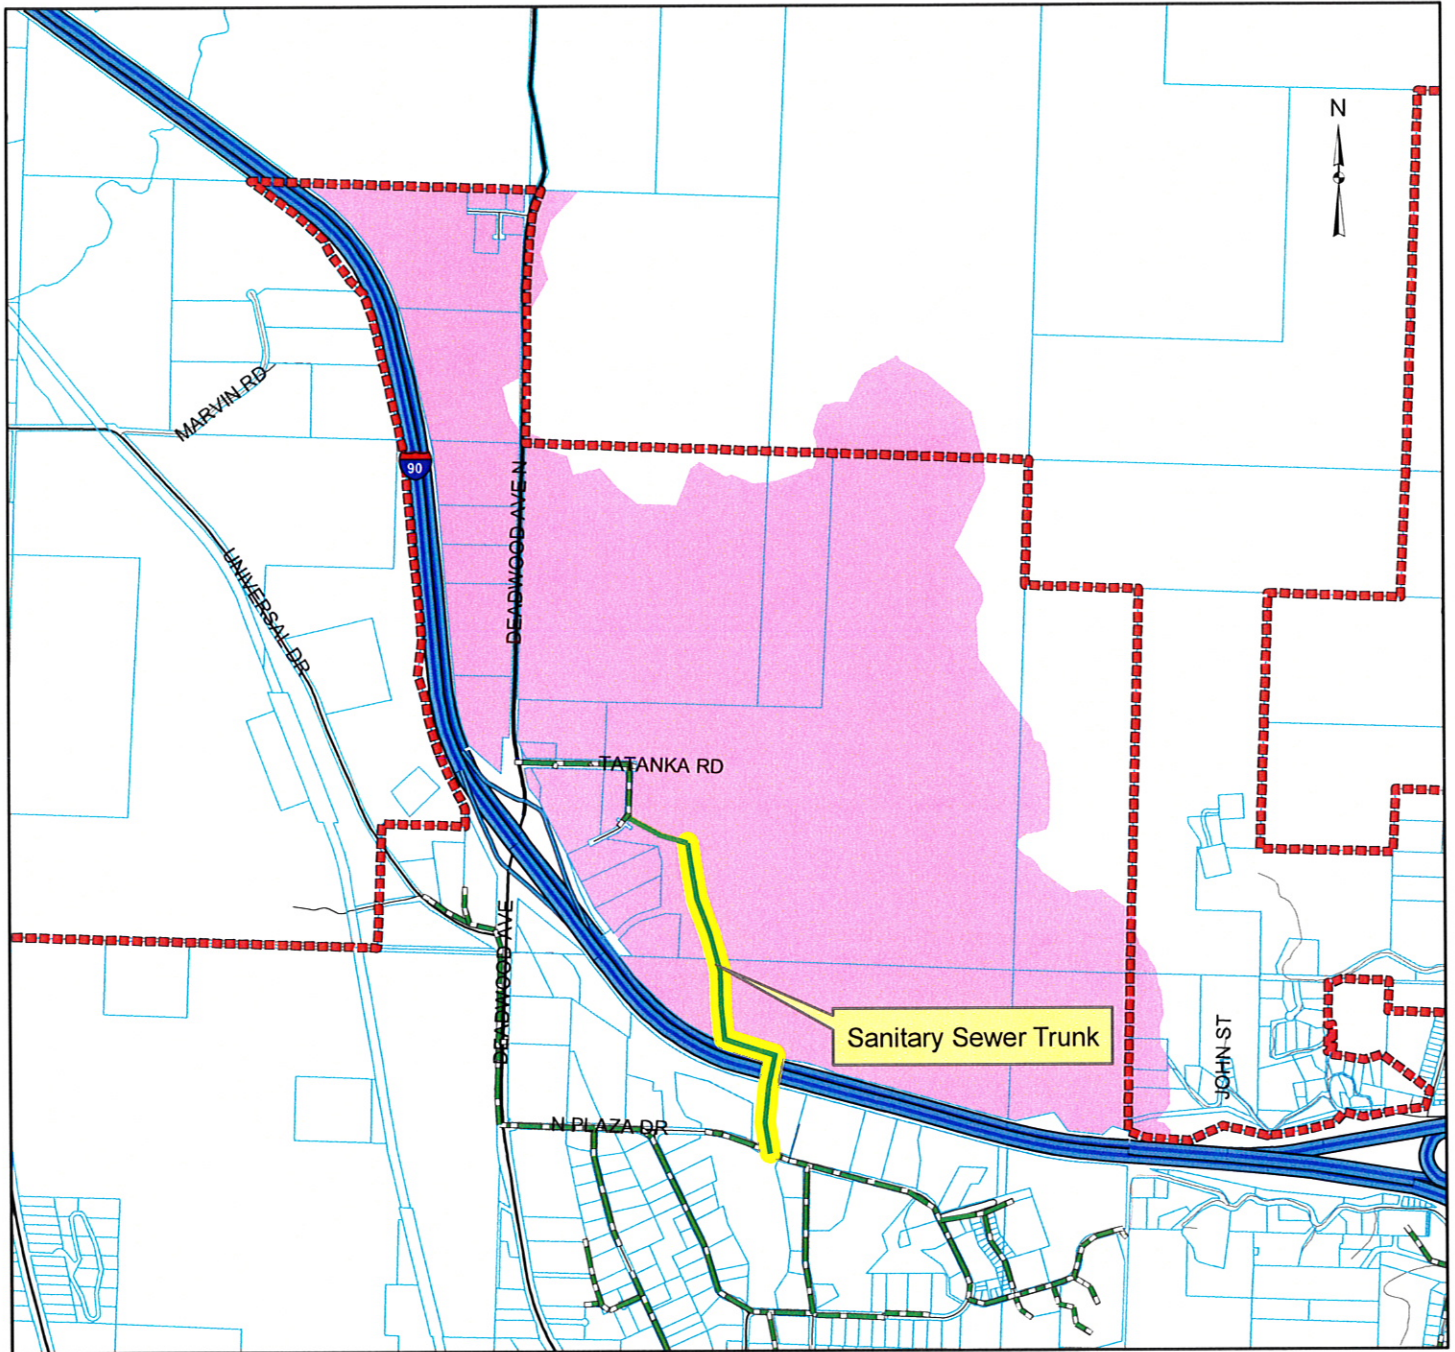 N
MARVIN RD
90
DEADWOOD AVE N
UNIVERSAL DR
TATANKA RD
DEADWOOD AVE
Sanitary Sewer Trunk
JOHN ST
N PLAZA DR